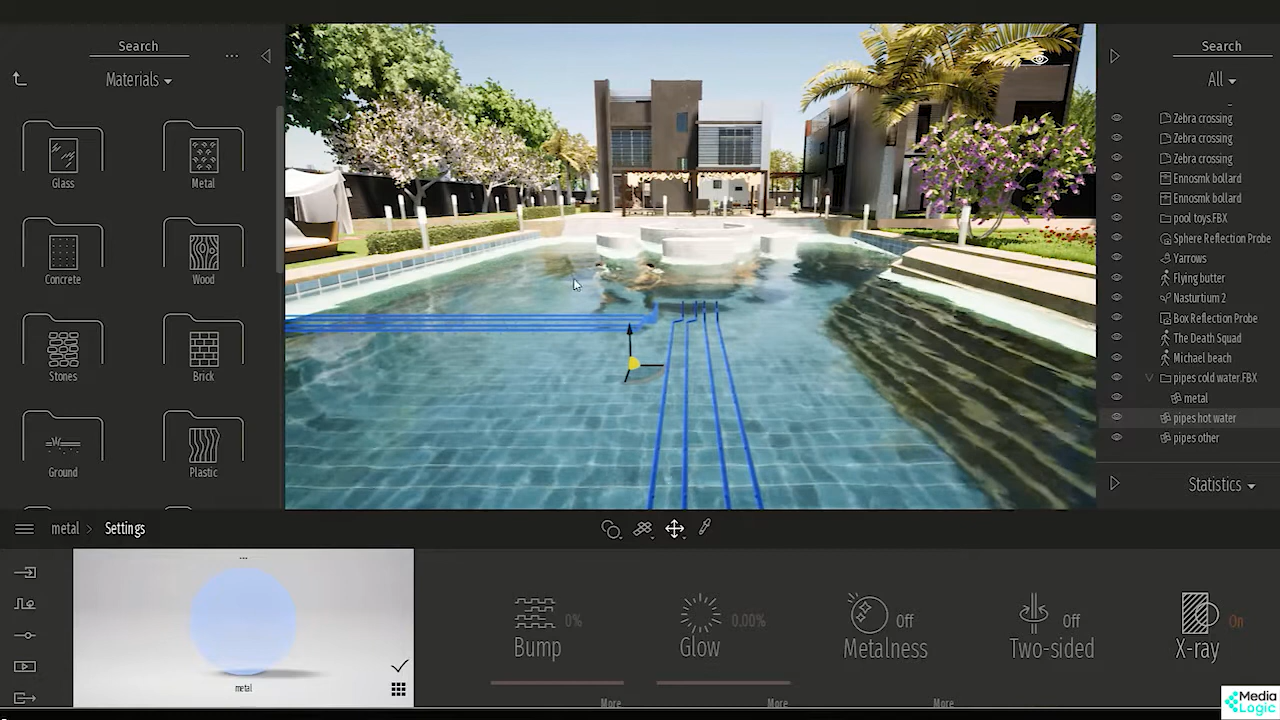 Search
...
Materials
Glass
Metal
Concrete
Wood
Stones
Brick
Ground
Plastic
Search
All
Zebra crossing
Zebra crossing
Zebra crossing
Ennosmk bollard
Ennosmk bollard
pool toys.FBX
Sphere Reflection Probe
Yarrows
Flying butter
Nasturtium 2
Box Reflection Probe
The Death Squad
Michael beach
pipes cold water.FBX
metal
pipes hot water
pipes other
Statistics
metal > Settings
...
metal
Bump 0%
More
Glow 0.00%
More
Metalness Off
More
Two-sided Off
X-ray On
Media
Logic